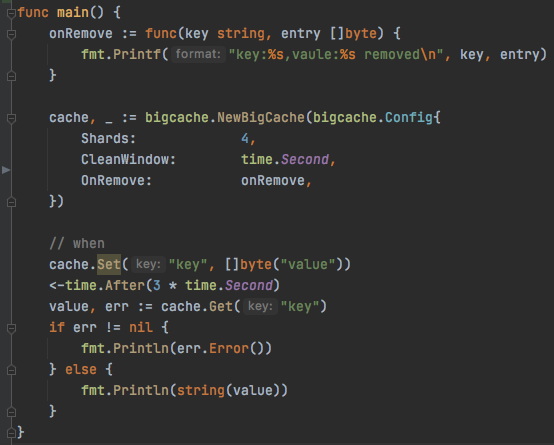 func main() {
    onRemove := func(key string, entry []byte) {
        fmt.Printf( format: "key:%s,vaule:%s removed\n", key, entry)
    }

    cache, _ := bigcache.NewBigCache(bigcache.Config{
        Shards:             4,
        CleanWindow:        time.Second,
        OnRemove:           onRemove,
    })

    // when
    cache.Set( key: "key", []byte("value"))
    <-time.After(3 * time.Second)
    value, err := cache.Get( key: "key")
    if err != nil {
        fmt.Println(err.Error())
    } else {
        fmt.Println(string(value))
    }
}